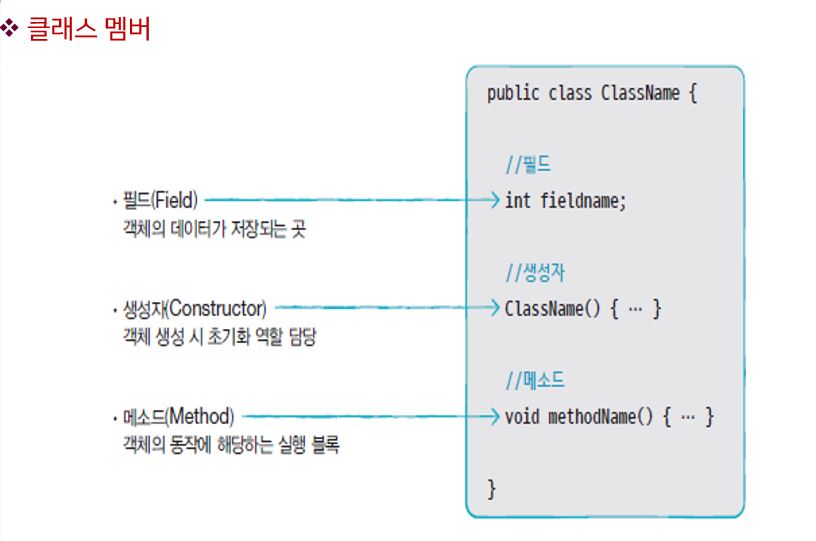 ❖ 클래스 멤버
public class ClassName {
//필드
· 필드(Field)
int fieldname;
객체의 데이터가 저장되는 곳
//생성자
· 생성자(Constructor)
ClassName() { ··· }
객체 생성 시 초기화 역할 담당
//메소드
· 메소드(Method)
void methodName() { ··· }
객체의 동작에 해당하는 실행 블록
}